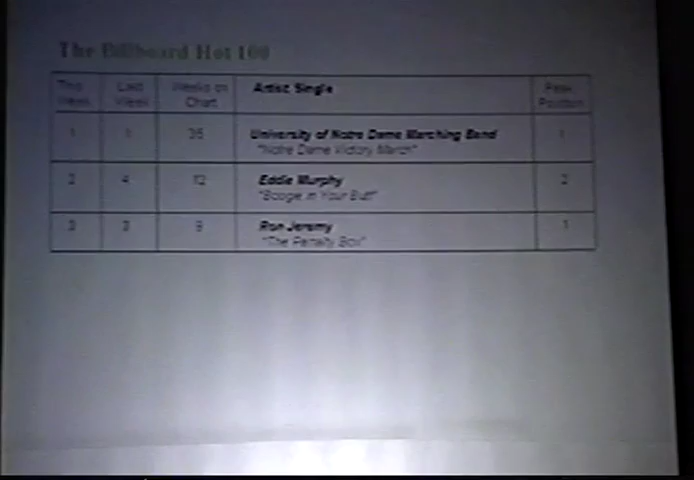 The Billboard Hot 100
This Week Last Week Weeks on Chart Artist, Single Peak Position
1 1 35 University of Notre Dame Marching Band 1
"Notre Dame Victory March"
2 4 12 Eddie Murphy 2
"Boogie in Your Butt"
3 9 Ron Jeremy 1
"The Penalty Box"